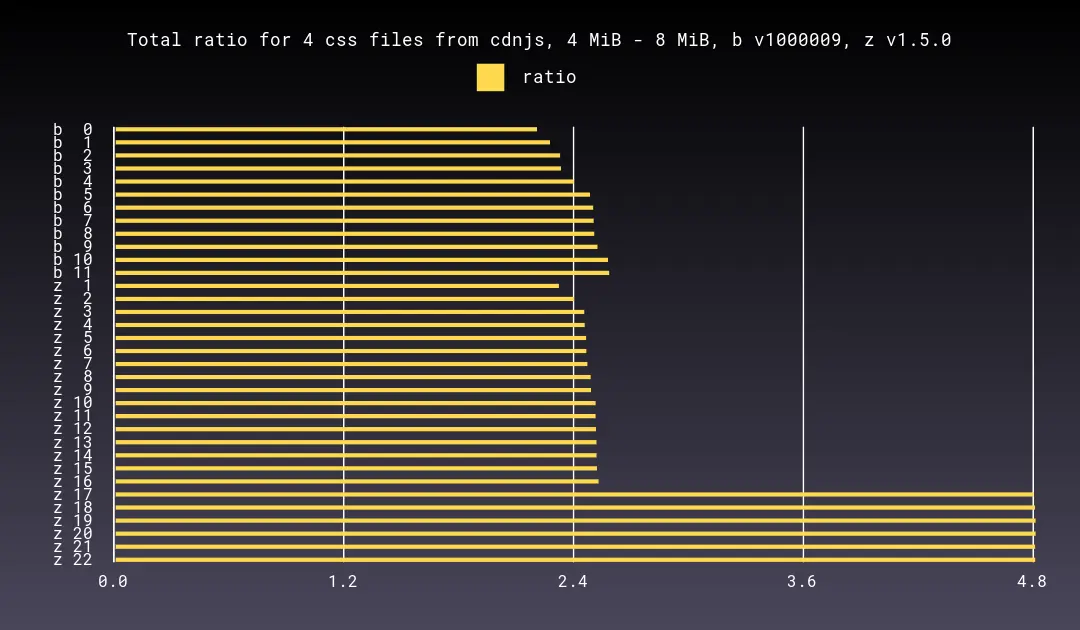 Total ratio for 4 css files from cdnjs, 4 MiB - 8 MiB, b v1000009, z v1.5.0
ratio
b  0
b  1
b  2
b  3
b  4
b  5
b  6
b  7
b  8
b  9
b 10
b 11
z  1
z  2
z  3
z  4
z  5
z  6
z  7
z  8
z  9
z 10
z 11
z 12
z 13
z 14
z 15
z 16
z 17
z 18
z 19
z 20
z 21
z 22
0.0 1.2 2.4 3.6 4.8